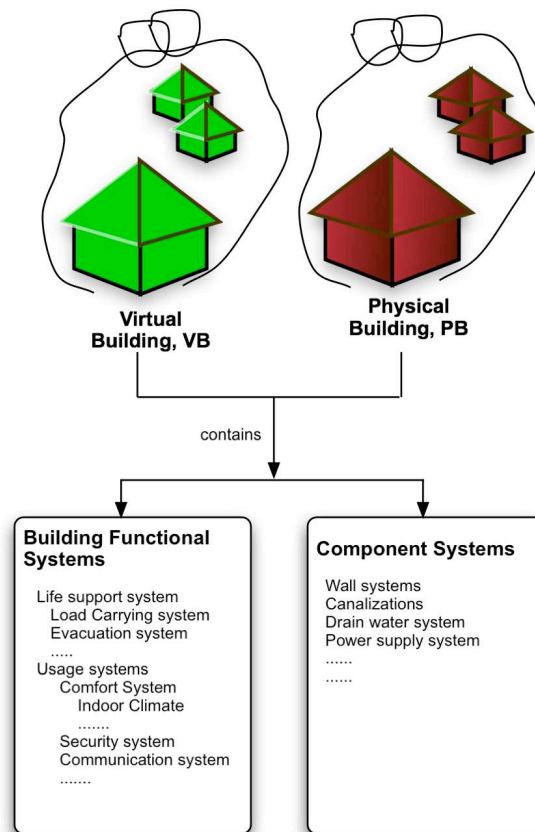 Virtual
Building, VB
Physical
Building, PB
contains
Building Functional
Systems
Life support system
Load Carrying system
Evacuation system
.....
Usage systems
Comfort System
Indoor Climate
.......
Security system
Communication system
.......
Component Systems
Wall systems
Canalizations
Drain water system
Power supply system
......
......